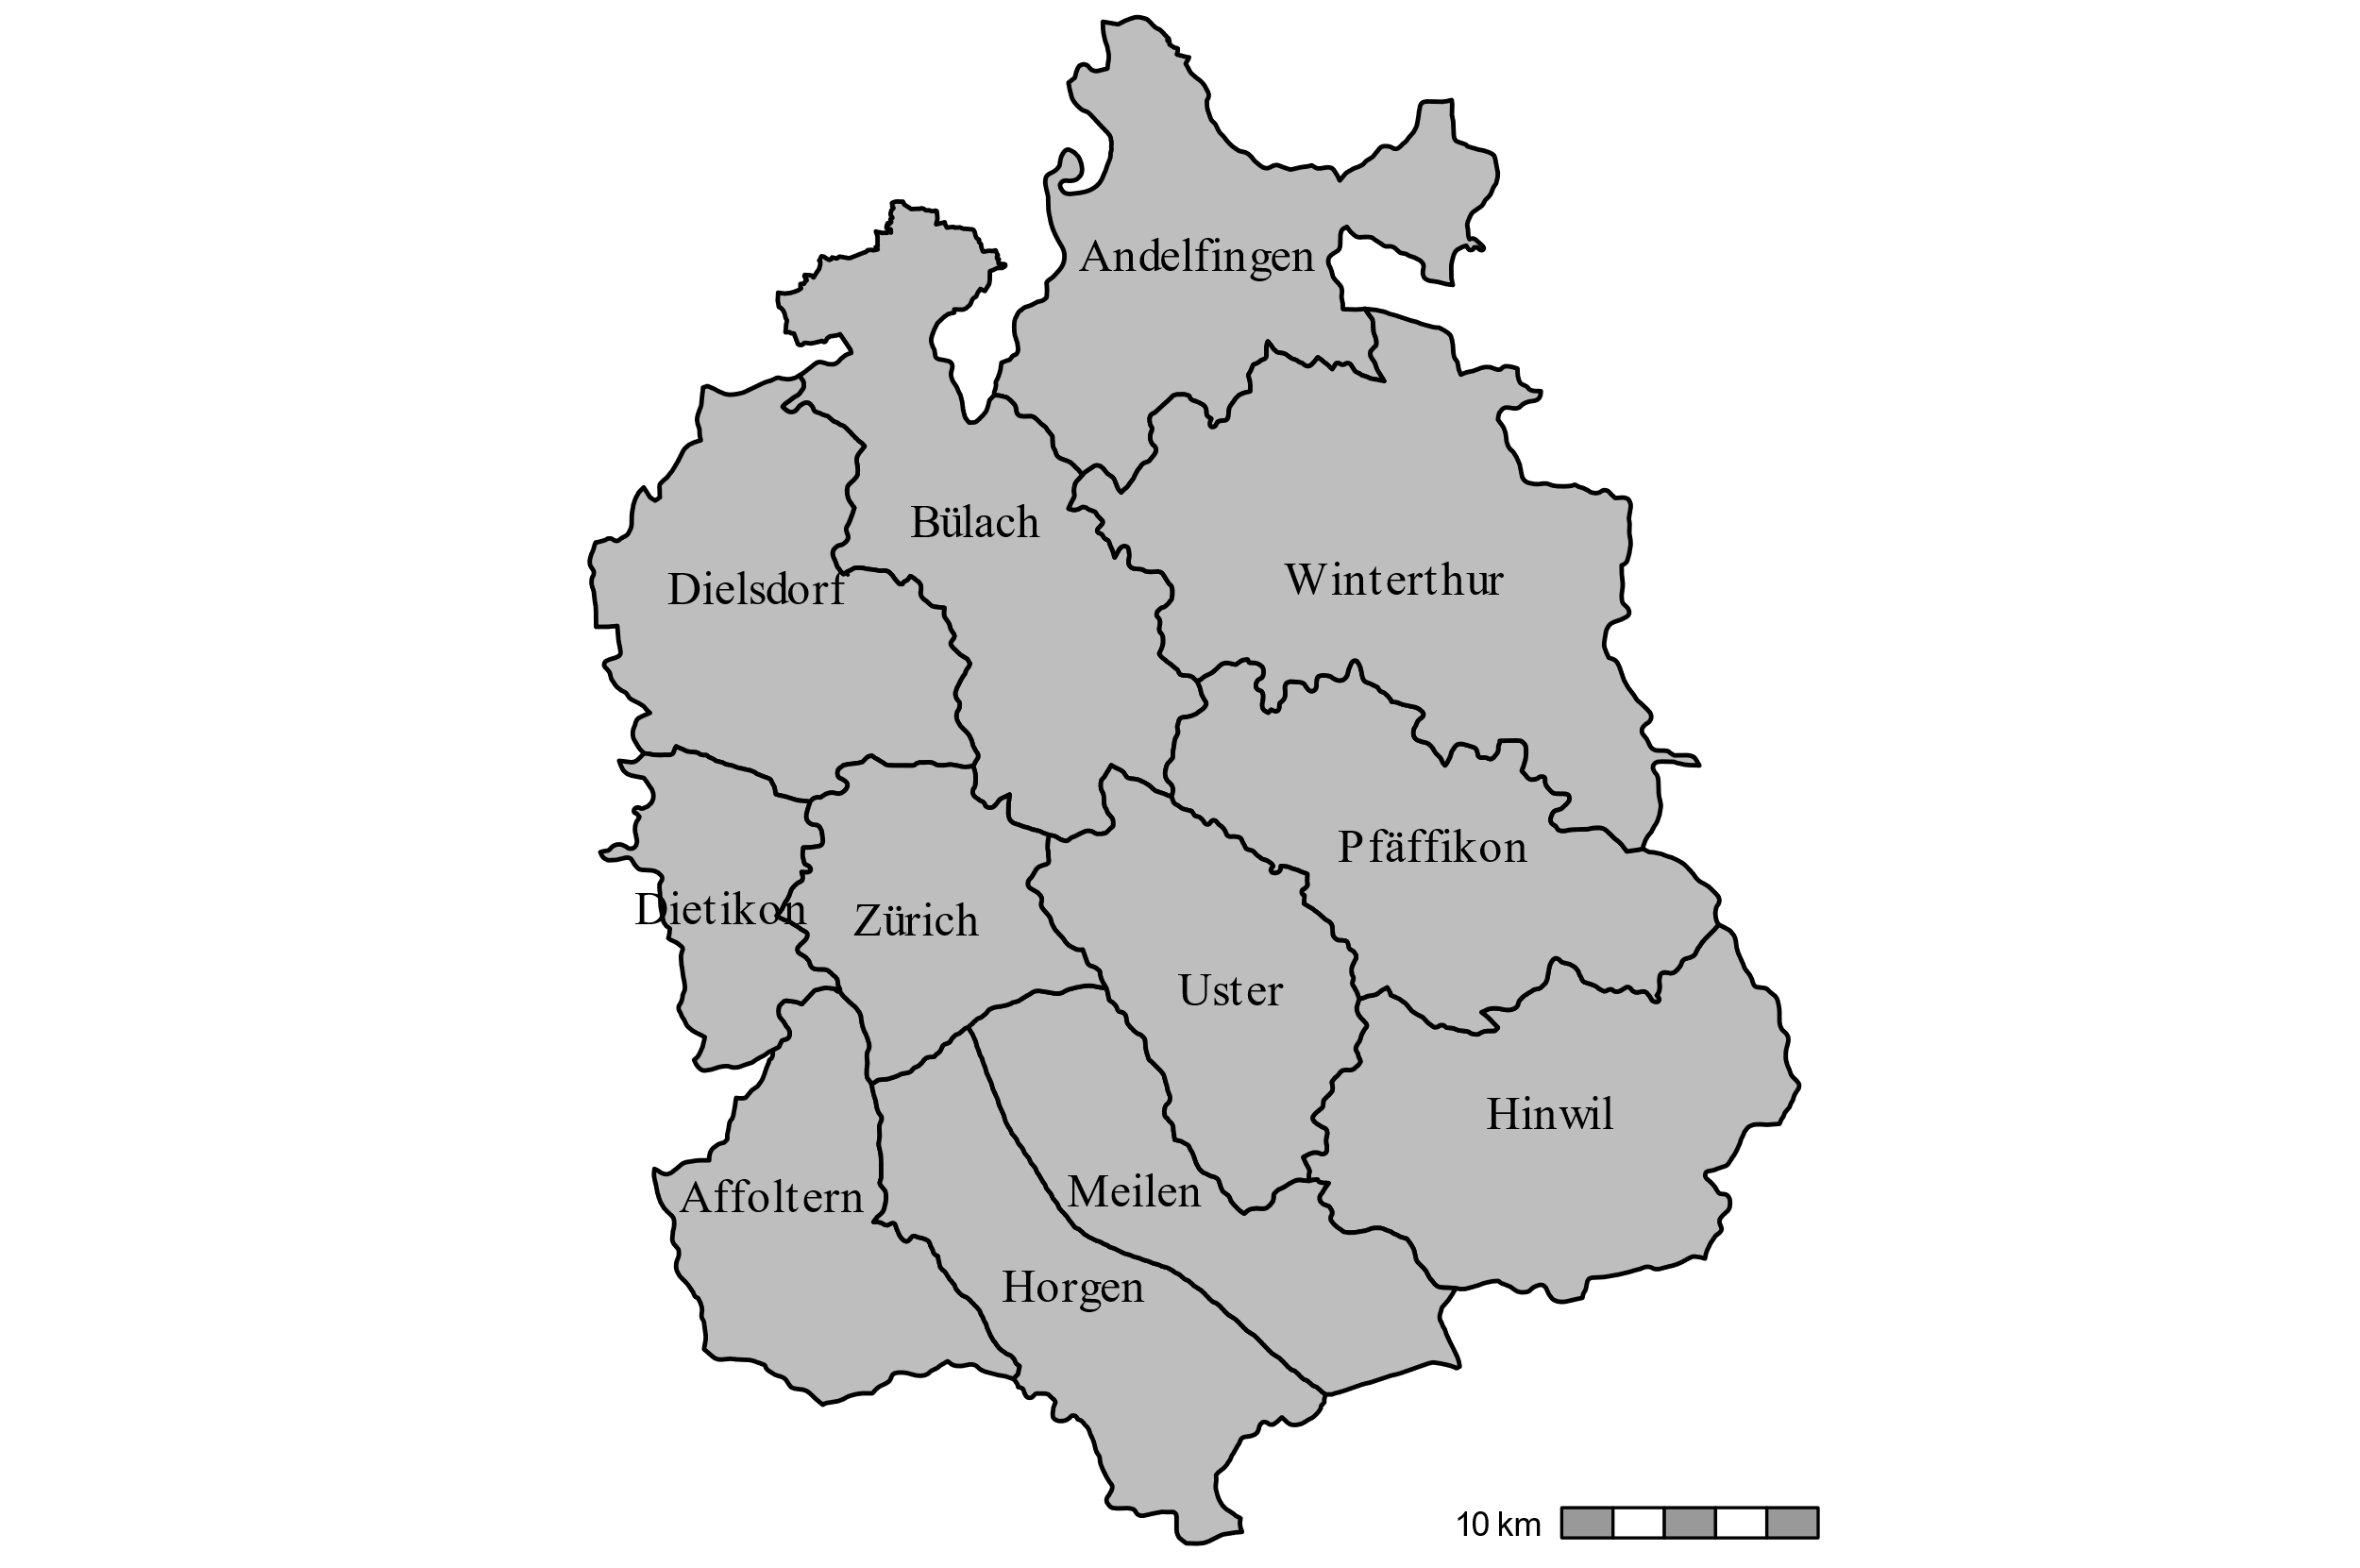 Andelfingen
Bülach
Winterthur
Dielsdorf
Pfäffikon
Dietikon
Zürich
Uster
Hinwil
Meilen
Affoltern
Horgen
10 km